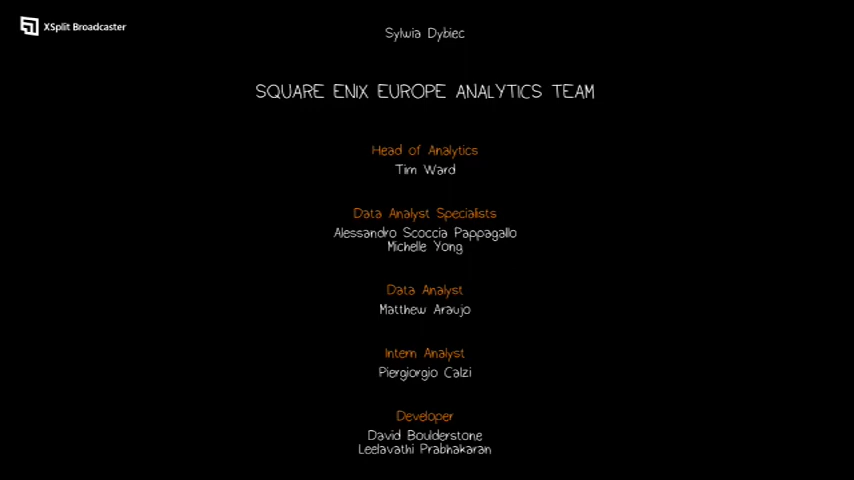 XSplit Broadcaster
Sylwia Dybiec
SQUARE ENIX EUROPE ANALYTICS TEAM
Head of Analytics
Tim Ward
Data Analyst Specialists
Alessandro Scoccia Pappagallo
Michelle Yong
Data Analyst
Matthew Araujo
Intern Analyst
Piergiorgio Calzi
Developer
David Boulderstone
Leelavathi Prabhakaran